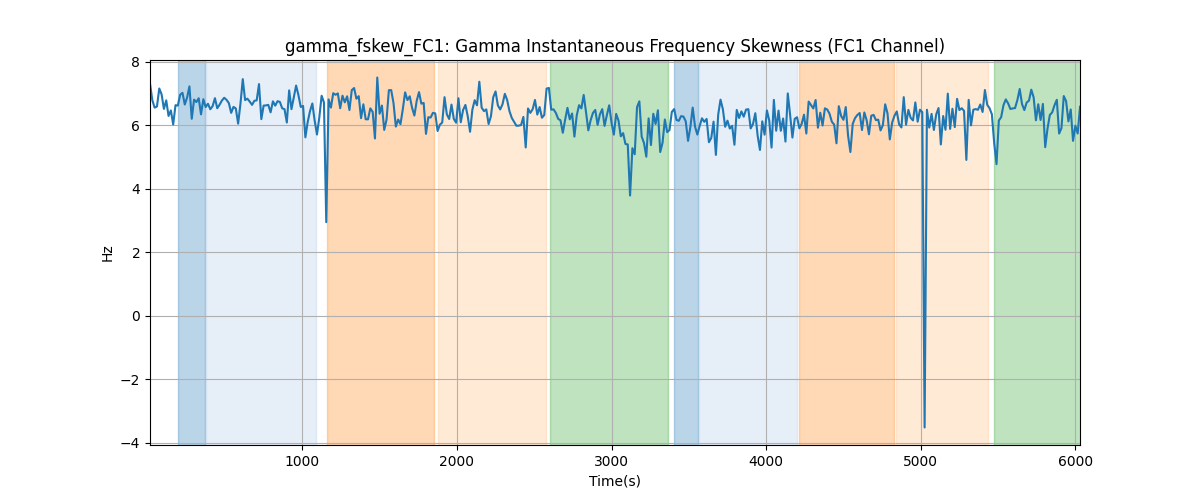 gamma_fskew_FC1: Gamma Instantaneous Frequency Skewness (FC1 Channel)
8
6
4
2
0
−2
−4
Hz
1000 2000 3000 4000 5000 6000
Time(s)